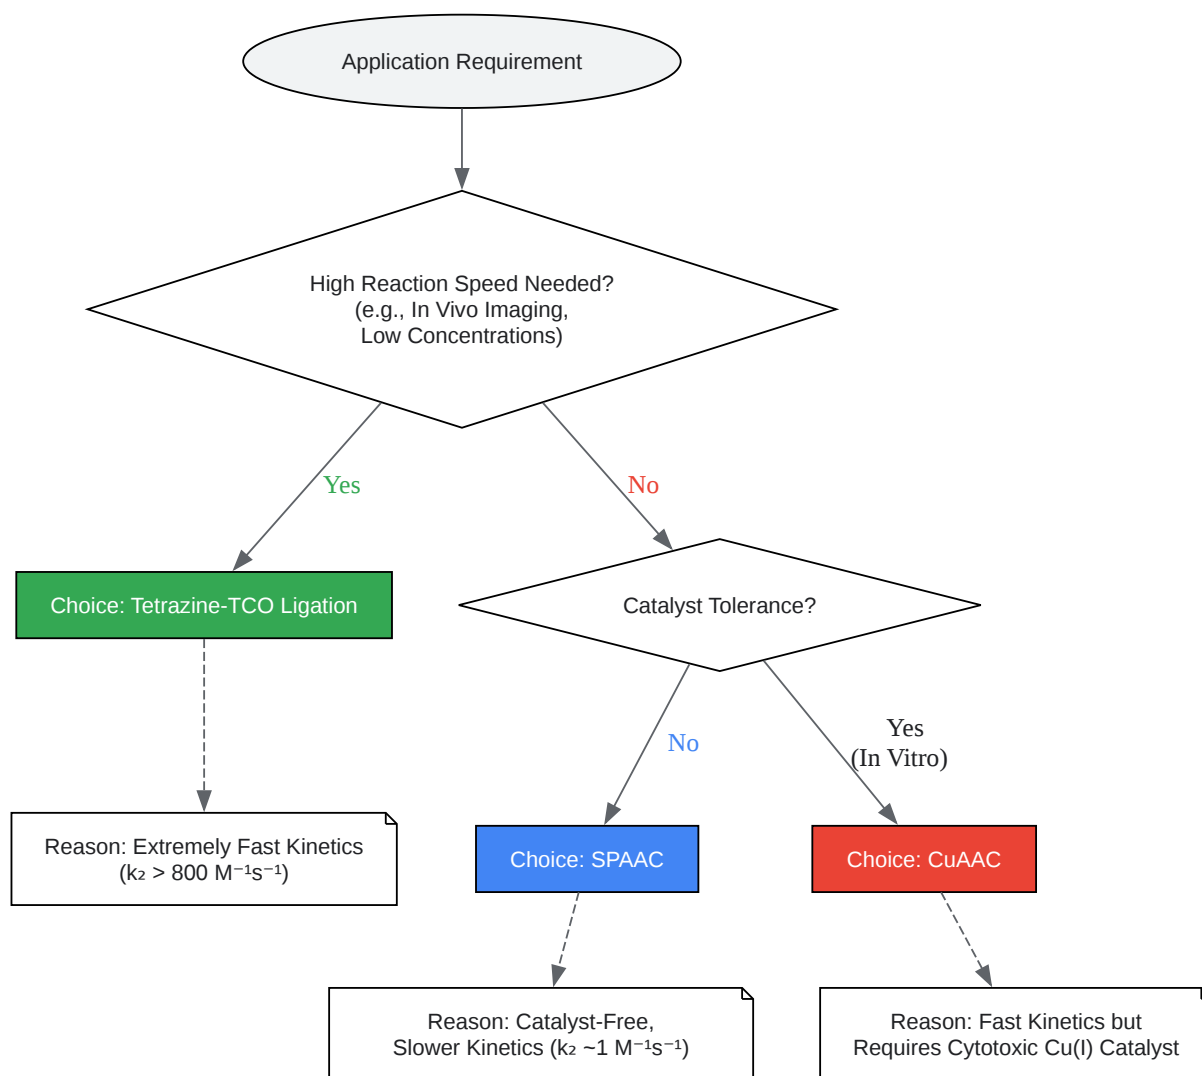 Application Requirement
High Reaction Speed Needed?
(e.g., In Vivo Imaging,
Low Concentrations)
Yes
No
Choice: Tetrazine-TCO Ligation
Catalyst Tolerance?
No
Yes
(In Vitro)
Reason: Extremely Fast Kinetics
(k₂ > 800 M⁻¹s⁻¹)
Choice: SPAAC
Choice: CuAAC
Reason: Catalyst-Free,
Slower Kinetics (k₂ ~1 M⁻¹s⁻¹)
Reason: Fast Kinetics but
Requires Cytotoxic Cu(I) Catalyst